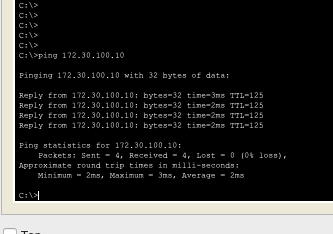 C:\>
C:\>
C:\>
C:\>
C:\>
C:\>ping 172.30.100.10
Pinging 172.30.100.10 with 32 bytes of data:
Reply from 172.30.100.10: bytes=32 time=3ms TTL=125
Reply from 172.30.100.10: bytes=32 time=2ms TTL=125
Reply from 172.30.100.10: bytes=32 time=2ms TTL=125
Reply from 172.30.100.10: bytes=32 time=2ms TTL=125
Ping statistics for 172.30.100.10:
Packets: Sent = 4, Received = 4, Lost = 0 (0% loss),
Approximate round trip times in milli-seconds:
Minimum = 2ms, Maximum = 3ms, Average = 2ms
C:\>